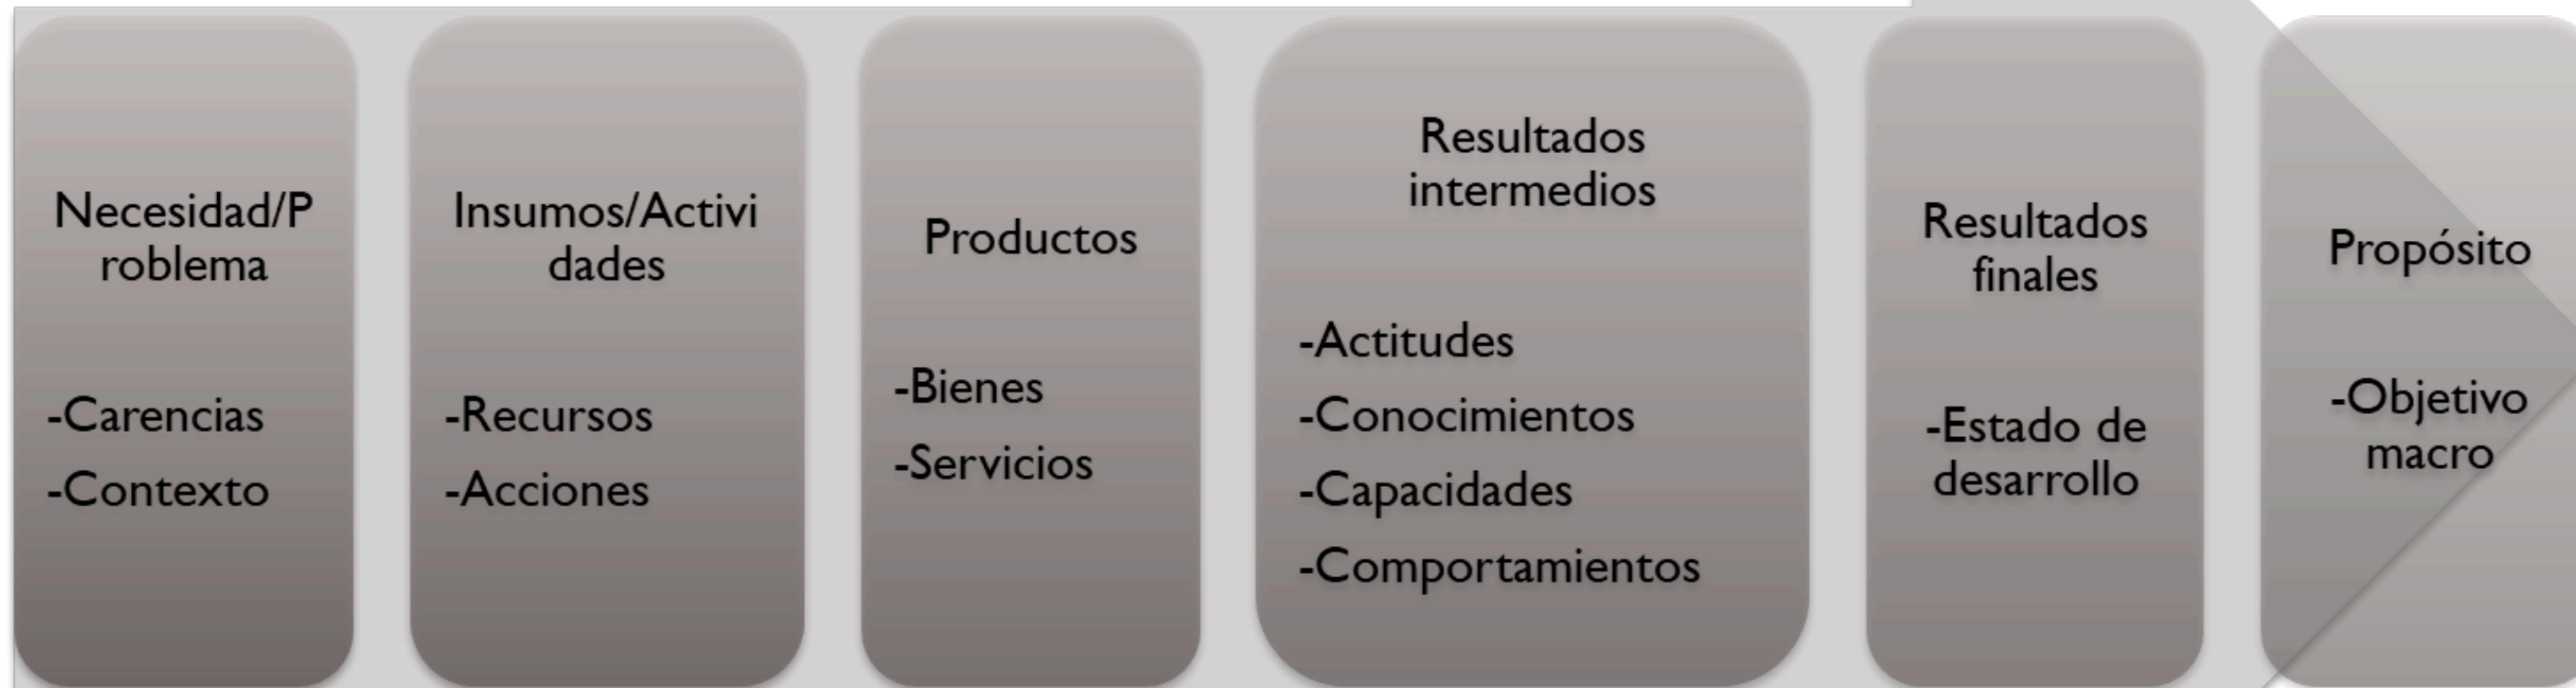 Necesidad/P
roblema
-Carencias
-Contexto
Insumos/Activi
dades
-Recursos
-Acciones
Productos
-Bienes
-Servicios
Resultados
intermedios
-Actitudes
-Conocimientos
-Capacidades
-Comportamientos
Resultados
finales
-Estado de
desarrollo
Propósito
-Objetivo
macro